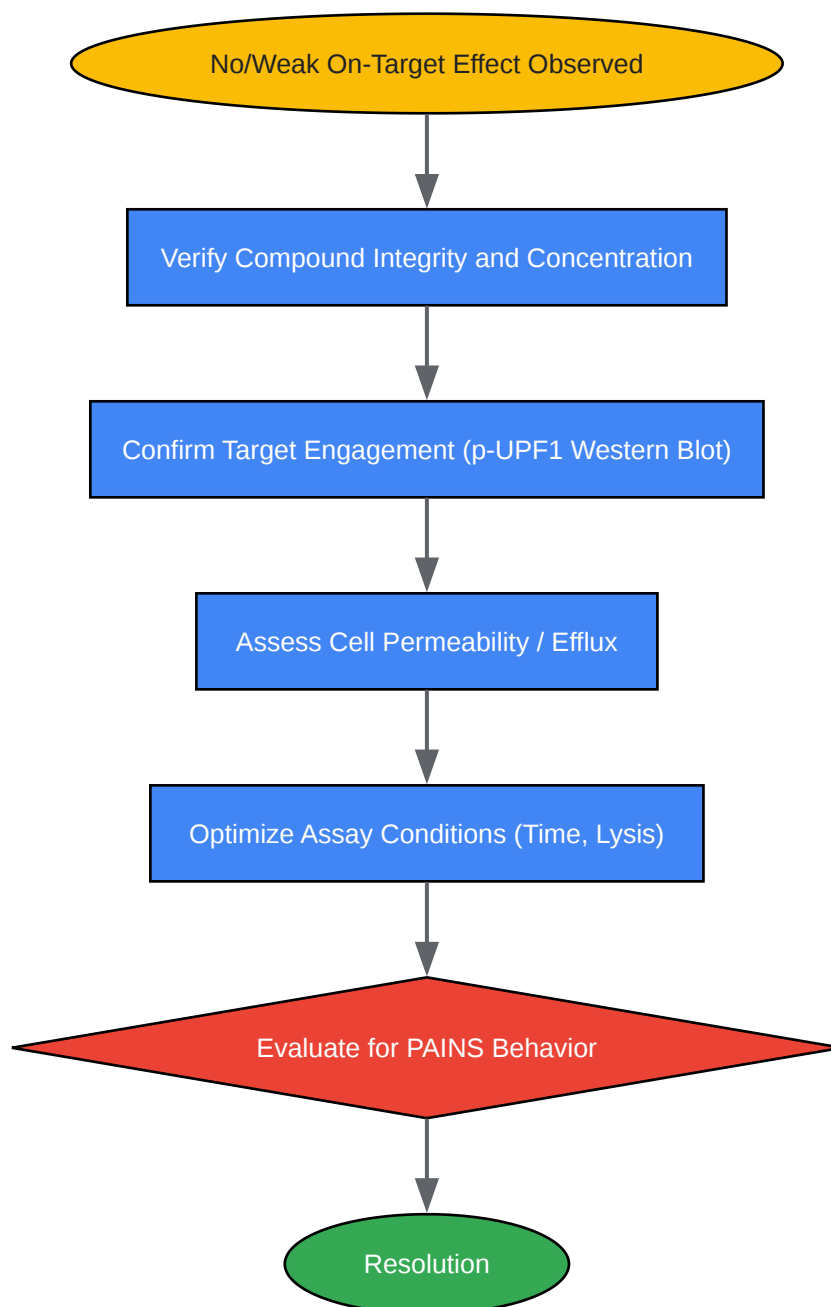 No/Weak On-Target Effect Observed
Verify Compound Integrity and Concentration
Confirm Target Engagement (p-UPF1 Western Blot)
Assess Cell Permeability / Efflux
Optimize Assay Conditions (Time, Lysis)
Evaluate for PAINS Behavior
Resolution